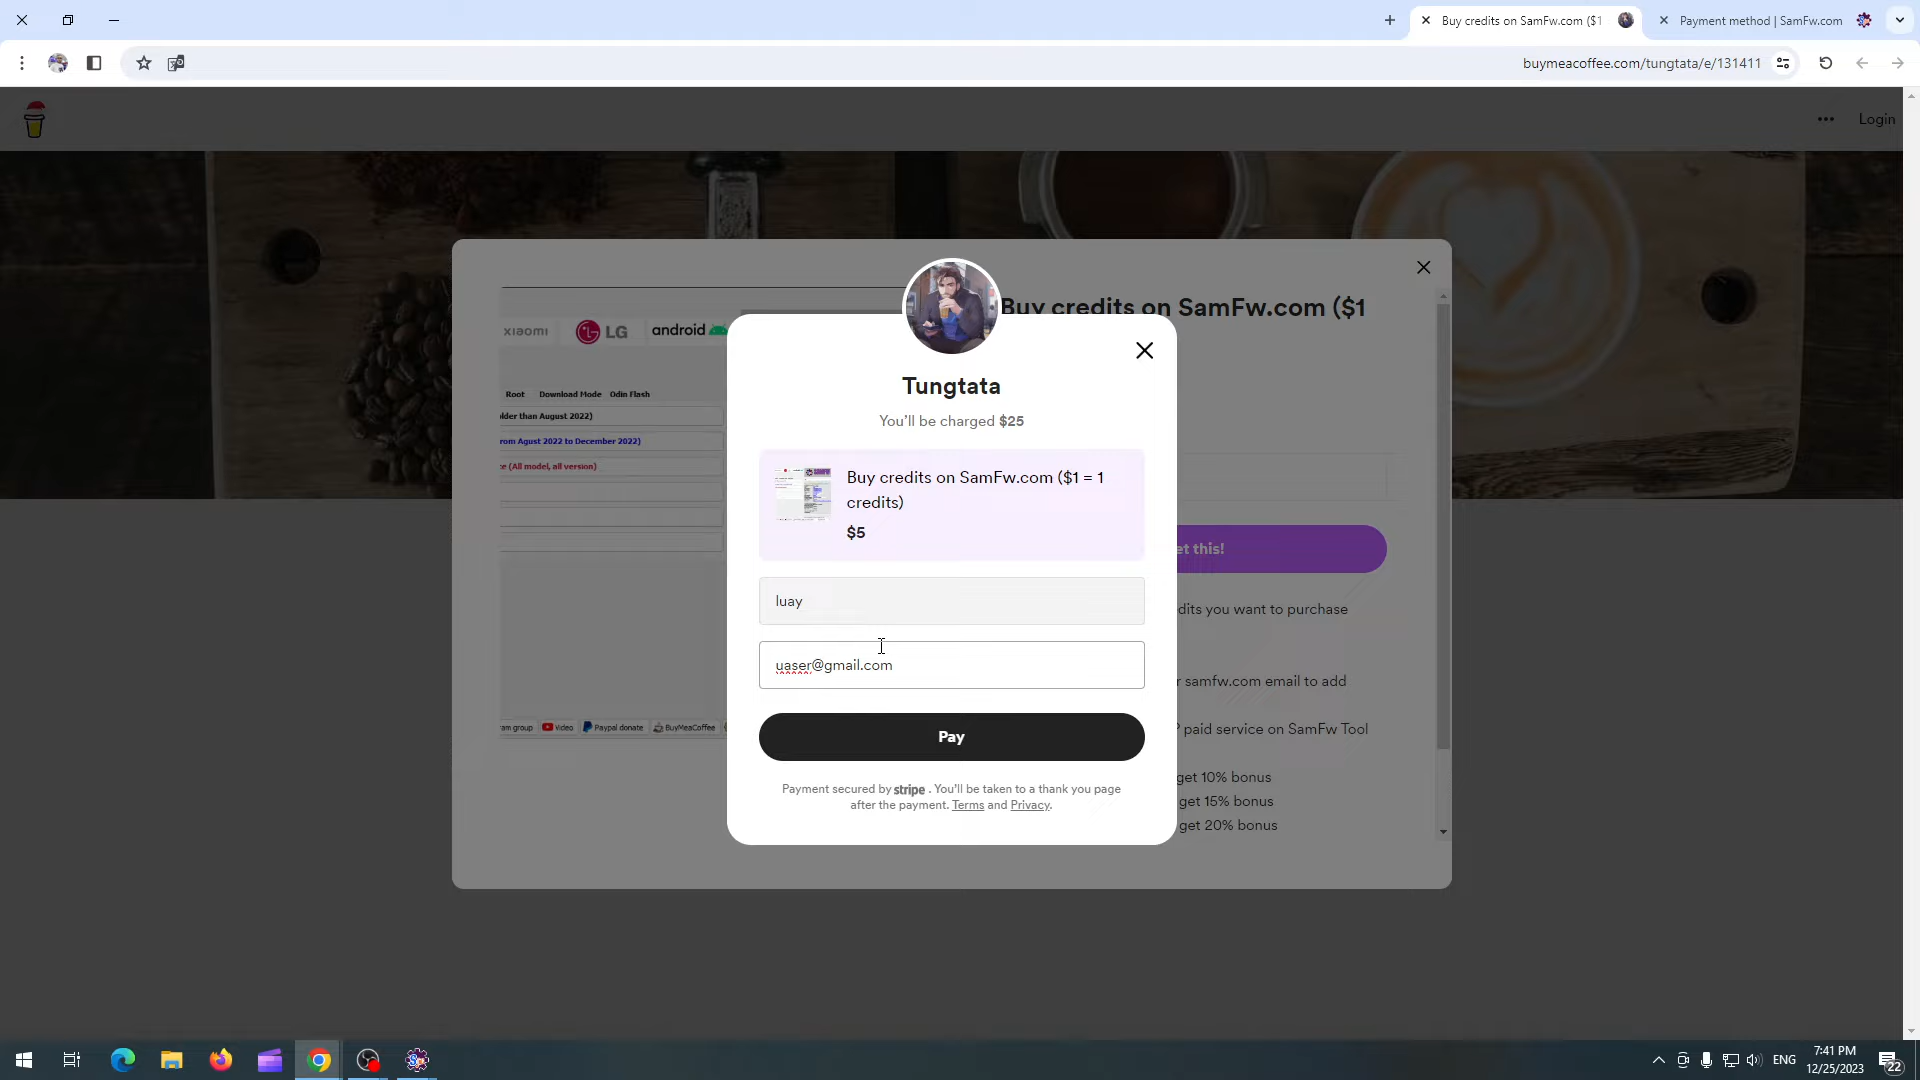 Buy credits on SamFw.com ($1
Payment method | SamFw.com
buymeacoffee.com/tungtata/e/131411
Login
Buy credits on SamFw.com ($1
xiaomi LG android
Root Download Mode Odin Flash
older than August 2022)
rom Agust 2022 to December 2022)
e (All model, all version)
am group Video Paypal donate BuyMeaCoffee
et this!
dits you want to purchase
r samfw.com email to add
paid service on SamFw Tool
get 10% bonus
get 15% bonus
get 20% bonus
Tungtata
You'll be charged $25
Buy credits on SamFw.com ($1 = 1
credits)
$5
luay
uaser@gmail.com
Pay
Payment secured by stripe . You'll be taken to a thank you page
after the payment. Terms and Privacy.
ENG
7:41 PM
12/25/2023
22